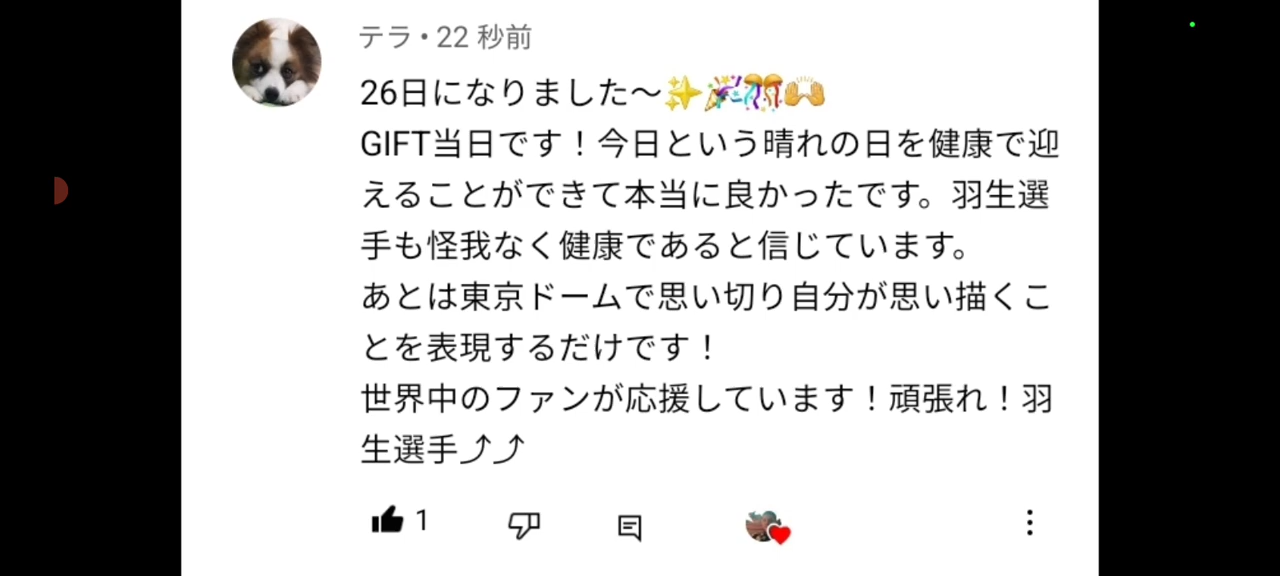 テラ • 22 秒前
26日になりました〜✨🎉🎊🙌
GIFT当日です！今日という晴れの日を健康で迎
えることができて本当に良かったです。羽生選
手も怪我なく健康であると信じています。
あとは東京ドームで思い切り自分が思い描くこ
とを表現するだけです！
世界中のファンが応援しています！頑張れ！羽
生選手⤴⤴
1